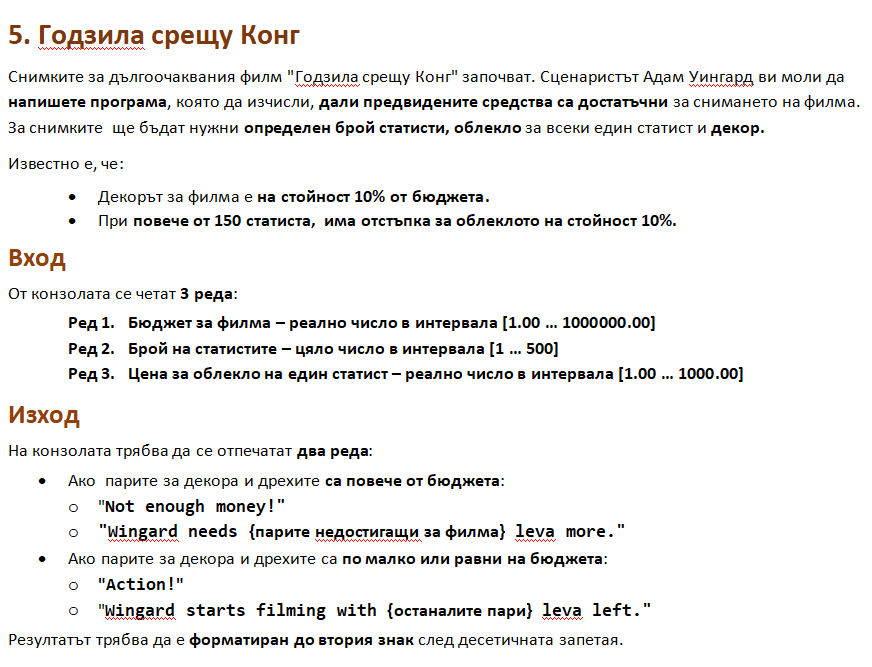 5. Годзила срещу Конг
Снимките за дългоочаквания филм "Годзила срещу Конг" започват. Сценаристът Адам Уингард ви моли да
напишете програма, която да изчисли, дали предвидените средства са достатъчни за снимането на филма.
За снимките ще бъдат нужни определен брой статисти, облекло за всеки един статист и декор.
Известно е, че:
• Декорът за филма е на стойност 10% от бюджета.
• При повече от 150 статиста, има отстъпка за облеклото на стойност 10%.
Вход
От конзолата се четат 3 реда:
Ред 1. Бюджет за филма – реално число в интервала [1.00 … 1000000.00]
Ред 2. Брой на статистите – цяло число в интервала [1 … 500]
Ред 3. Цена за облекло на един статист – реално число в интервала [1.00 … 1000.00]
Изход
На конзолата трябва да се отпечатат два реда:
• Ако парите за декора и дрехите са повече от бюджета:
o "Not enough money!"
o "Wingard needs {парите недостигащи за филма} leva more."
• Ако парите за декора и дрехите са по малко или равни на бюджета:
o "Action!"
o "Wingard starts filming with {останалите пари} leva left."
Резултатът трябва да е форматиран до втория знак след десетичната запетая.